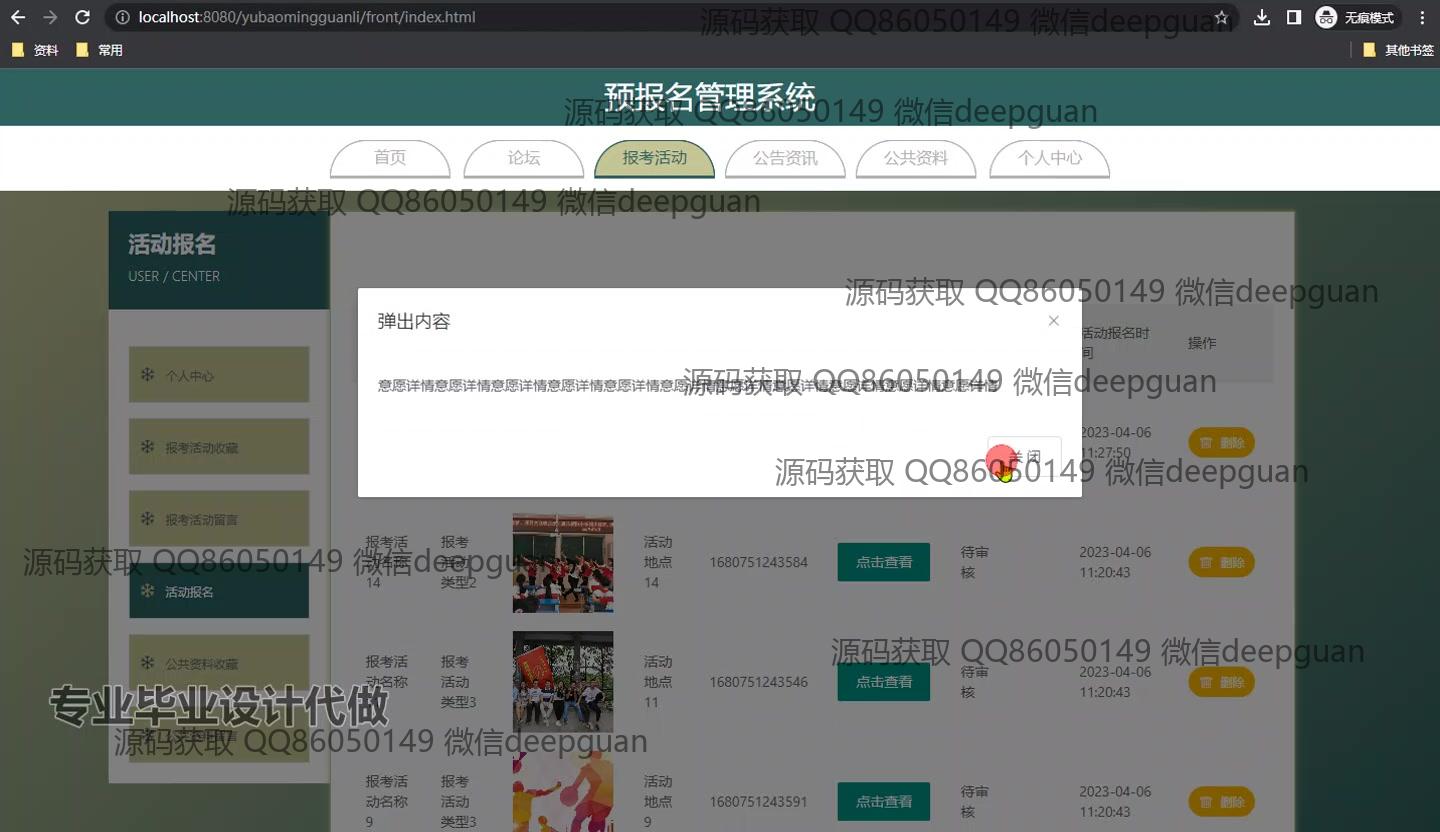 localhost:8080/yubaomingguanli/front/index.html
无痕模式
资料
常用
其他书签
源码获取 QQ86050149 微信deepguan
预报名管理系统
源码获取 QQ86050149 微信deepguan
首页
论坛
报考活动
公告资讯
公共资料
个人中心
源码获取 QQ86050149 微信deepguan
活动报名
USER / CENTER
源码获取 QQ86050149 微信deepguan
弹出内容
活动报名时
间
操作
个人中心
源码获取 QQ86050149 微信deepguan
意愿详情意愿详情意愿详情意愿详情意愿详情意愿详情意愿详情意愿详情意愿详情意愿详情意愿详情
2023-04-06
11:27:50
删除
报考活动收藏
关闭
源码获取 QQ86050149 微信deepguan
报考活动留言
报考活
动名称
14
报考
活动
类型2
活动
地点
14
1680751243584
点击查看
待审
核
2023-04-06
11:20:43
删除
源码获取 QQ86050149 微信deepguan
活动报名
公共资料收藏
报考活
动名称
报考
活动
类型3
活动
地点
11
1680751243546
点击查看
待审
核
2023-04-06
11:20:43
删除
源码获取 QQ86050149 微信deepguan
专业毕业设计代做
源码获取 QQ86050149 微信deepguan
报考活
动名称
9
报考
活动
类型3
活动
地点
9
1680751243591
点击查看
待审
核
2023-04-06
11:20:43
删除